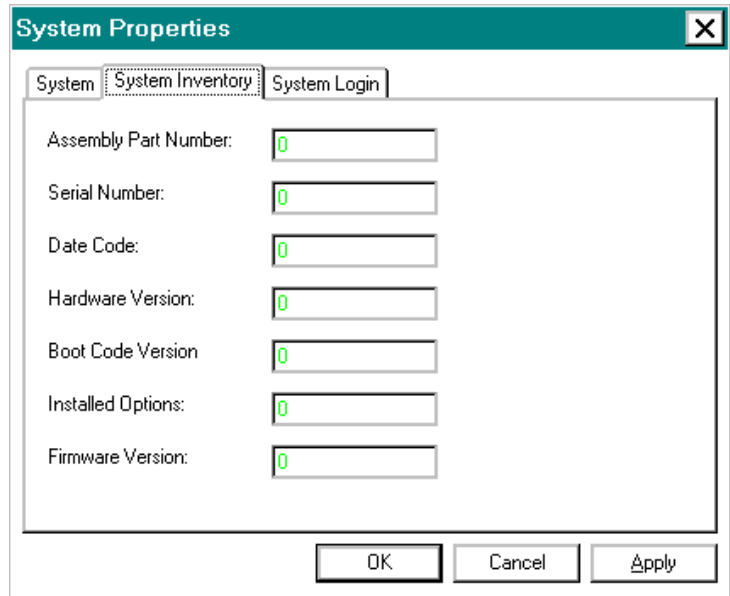 System Properties
System System Inventory System Login
Assembly Part Number: 0
Serial Number: 0
Date Code: 0
Hardware Version: 0
Boot Code Version 0
Installed Options: 0
Firmware Version: 0
OK Cancel Apply